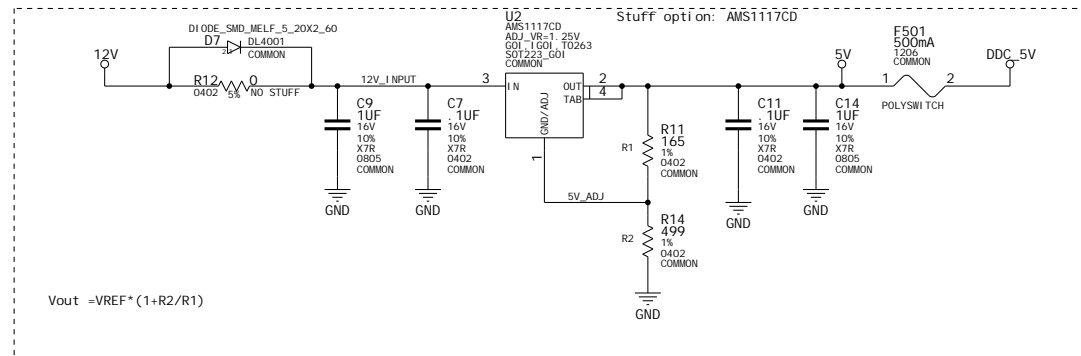 U2
AMS1117CD
ADJ_VR=1.25V
GOI,IGOI,TO263
SOT223_GOI
COMMON
Stuff option: AMS1117CD
DIODE_SMD_MELF_5_20X2_60
D7
DL4001
COMMON
12V
R12
0
0402
5%
NO STUFF
12V_INPUT
3
IN
OUT
TAB
GND/ADJ
2
4
1
5V
F501
500mA
1206
COMMON
1
2
POLYSWITCH
DDC_5V
C9
1UF
16V
10%
X7R
0805
COMMON
GND
C7
.1UF
16V
10%
X7R
0402
COMMON
GND
R1
R11
165
1%
0402
COMMON
5V_ADJ
R2
R14
499
1%
0402
COMMON
GND
C11
.1UF
16V
10%
X7R
0402
COMMON
GND
C14
1UF
16V
10%
X7R
0805
COMMON
GND
Vout =VREF*(1+R2/R1)